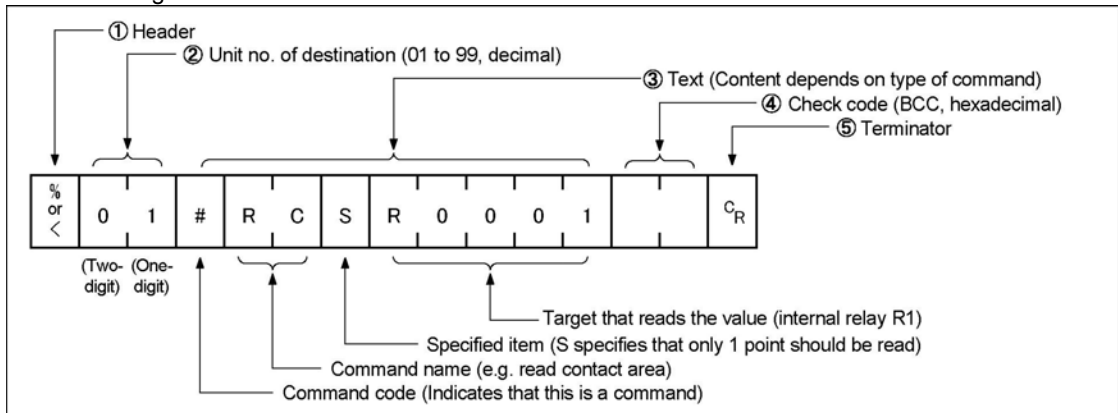 ① Header
② Unit no. of destination (01 to 99, decimal)
③ Text (Content depends on type of command)
④ Check code (BCC, hexadecimal)
⑤ Terminator
% or < 0 1 # R C S R 0 0 0 1 CR
(Two-digit) (One-digit)
Target that reads the value (internal relay R1)
Specified item (S specifies that only 1 point should be read)
Command name (e.g. read contact area)
Command code (Indicates that this is a command)